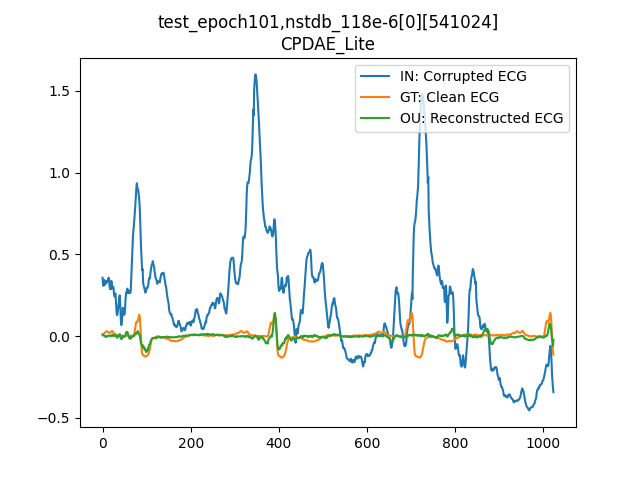 test_epoch101,nstdb_118e-6[0][541024]
CPDAE_Lite
IN: Corrupted ECG
GT: Clean ECG
OU: Reconstructed ECG
1.5
1.0
0.5
0.0
−0.5
0 200 400 600 800 1000